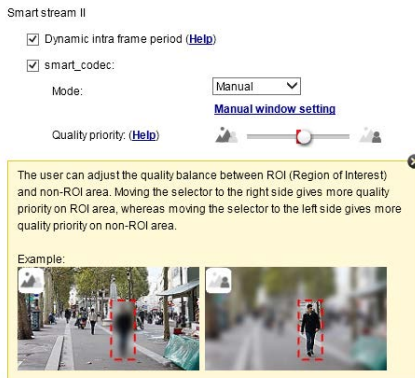 Smart stream II
Dynamic intra frame period (Help)
smart_codec:
Mode:
Manual
Manual window setting
Quality priority: (Help)
The user can adjust the quality balance between ROI (Region of Interest)
and non-ROI area. Moving the selector to the right side gives more quality
priority on ROI area, whereas moving the selector to the left side gives more
quality priority on non-ROI area.
Example: